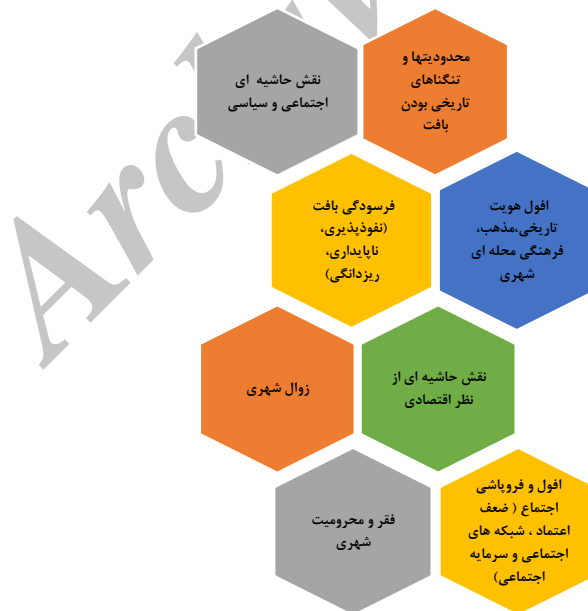 محدودیتها و
تنگناهای
تاریخی بودن
بافت
نقش حاشیه ای
اجتماعی و سیاسی
افول هویت
تاریخی،مذهب،
فرهنگی محله ای
شهری
فرسودگی بافت
(نفوذپذیری،
ناپایداری،
ریزدانگی)
نقش حاشیه ای از
نظر اقتصادی
زوال شهری
افول و فروپاشی
اجتماع ( ضعف
اعتماد ، شبکه های
اجتماعی و سرمایه
اجتماعی)
فقر و محرومیت
شهری